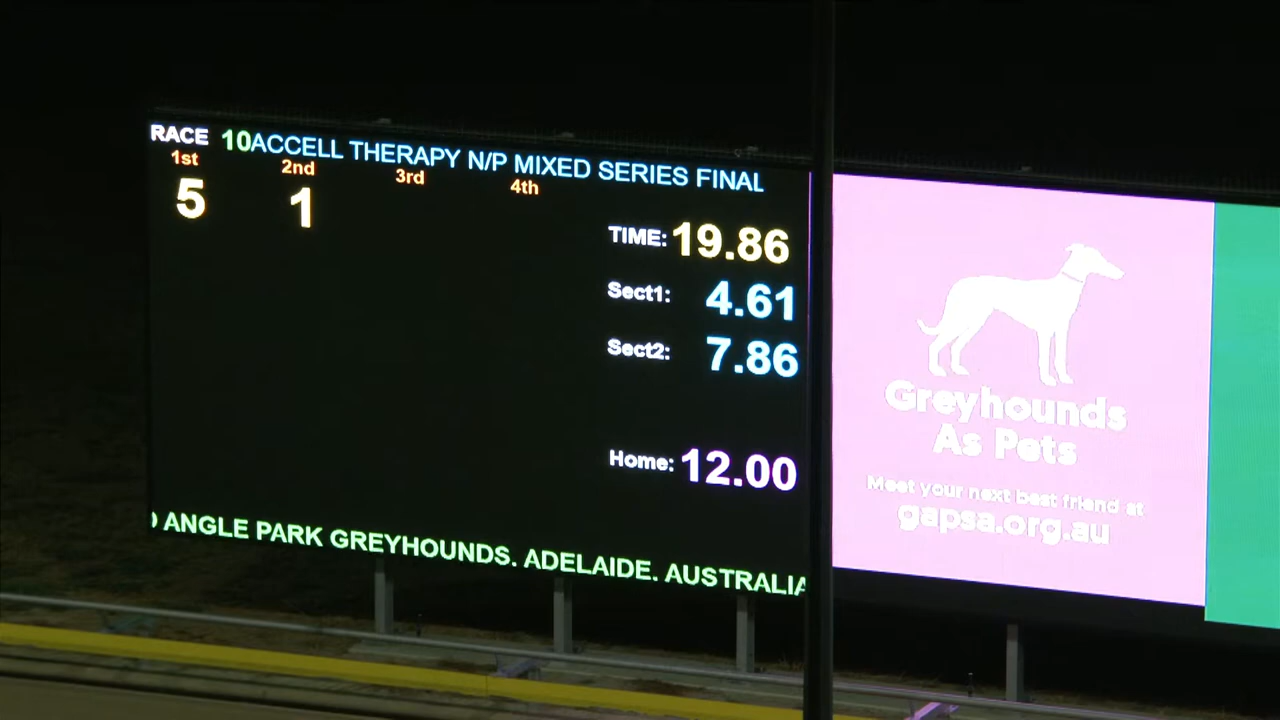 RACE 10ACCELL THERAPY N/P MIXED SERIES FINAL
1st 2nd 3rd 4th
5 1
TIME: 19.86
Sect1: 4.61
Sect2: 7.86
Home: 12.00
ANGLE PARK GREYHOUNDS. ADELAIDE. AUSTRALIA
Greyhounds
As Pets
Meet your next best friend at
gapsa.org.au